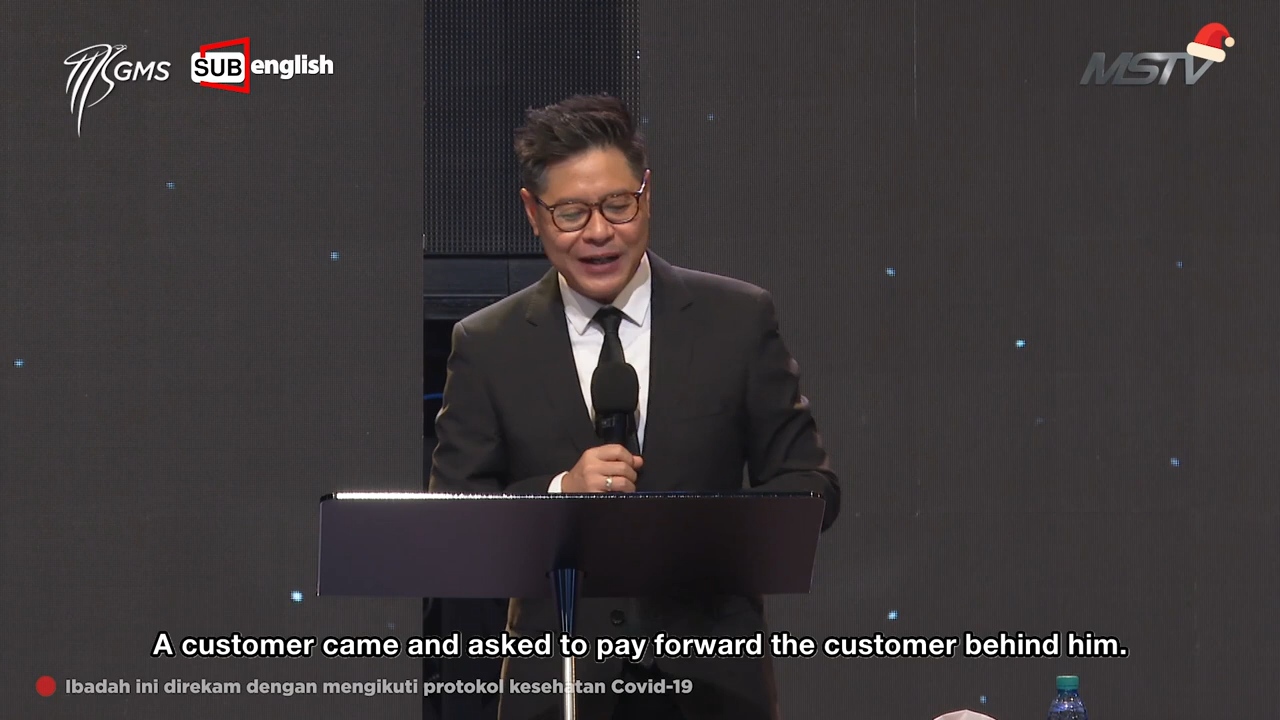 GMS
SUB english
MSTV
A customer came and asked to pay forward the customer behind him.
Ibadah ini direkam dengan mengikuti protokol kesehatan Covid-19